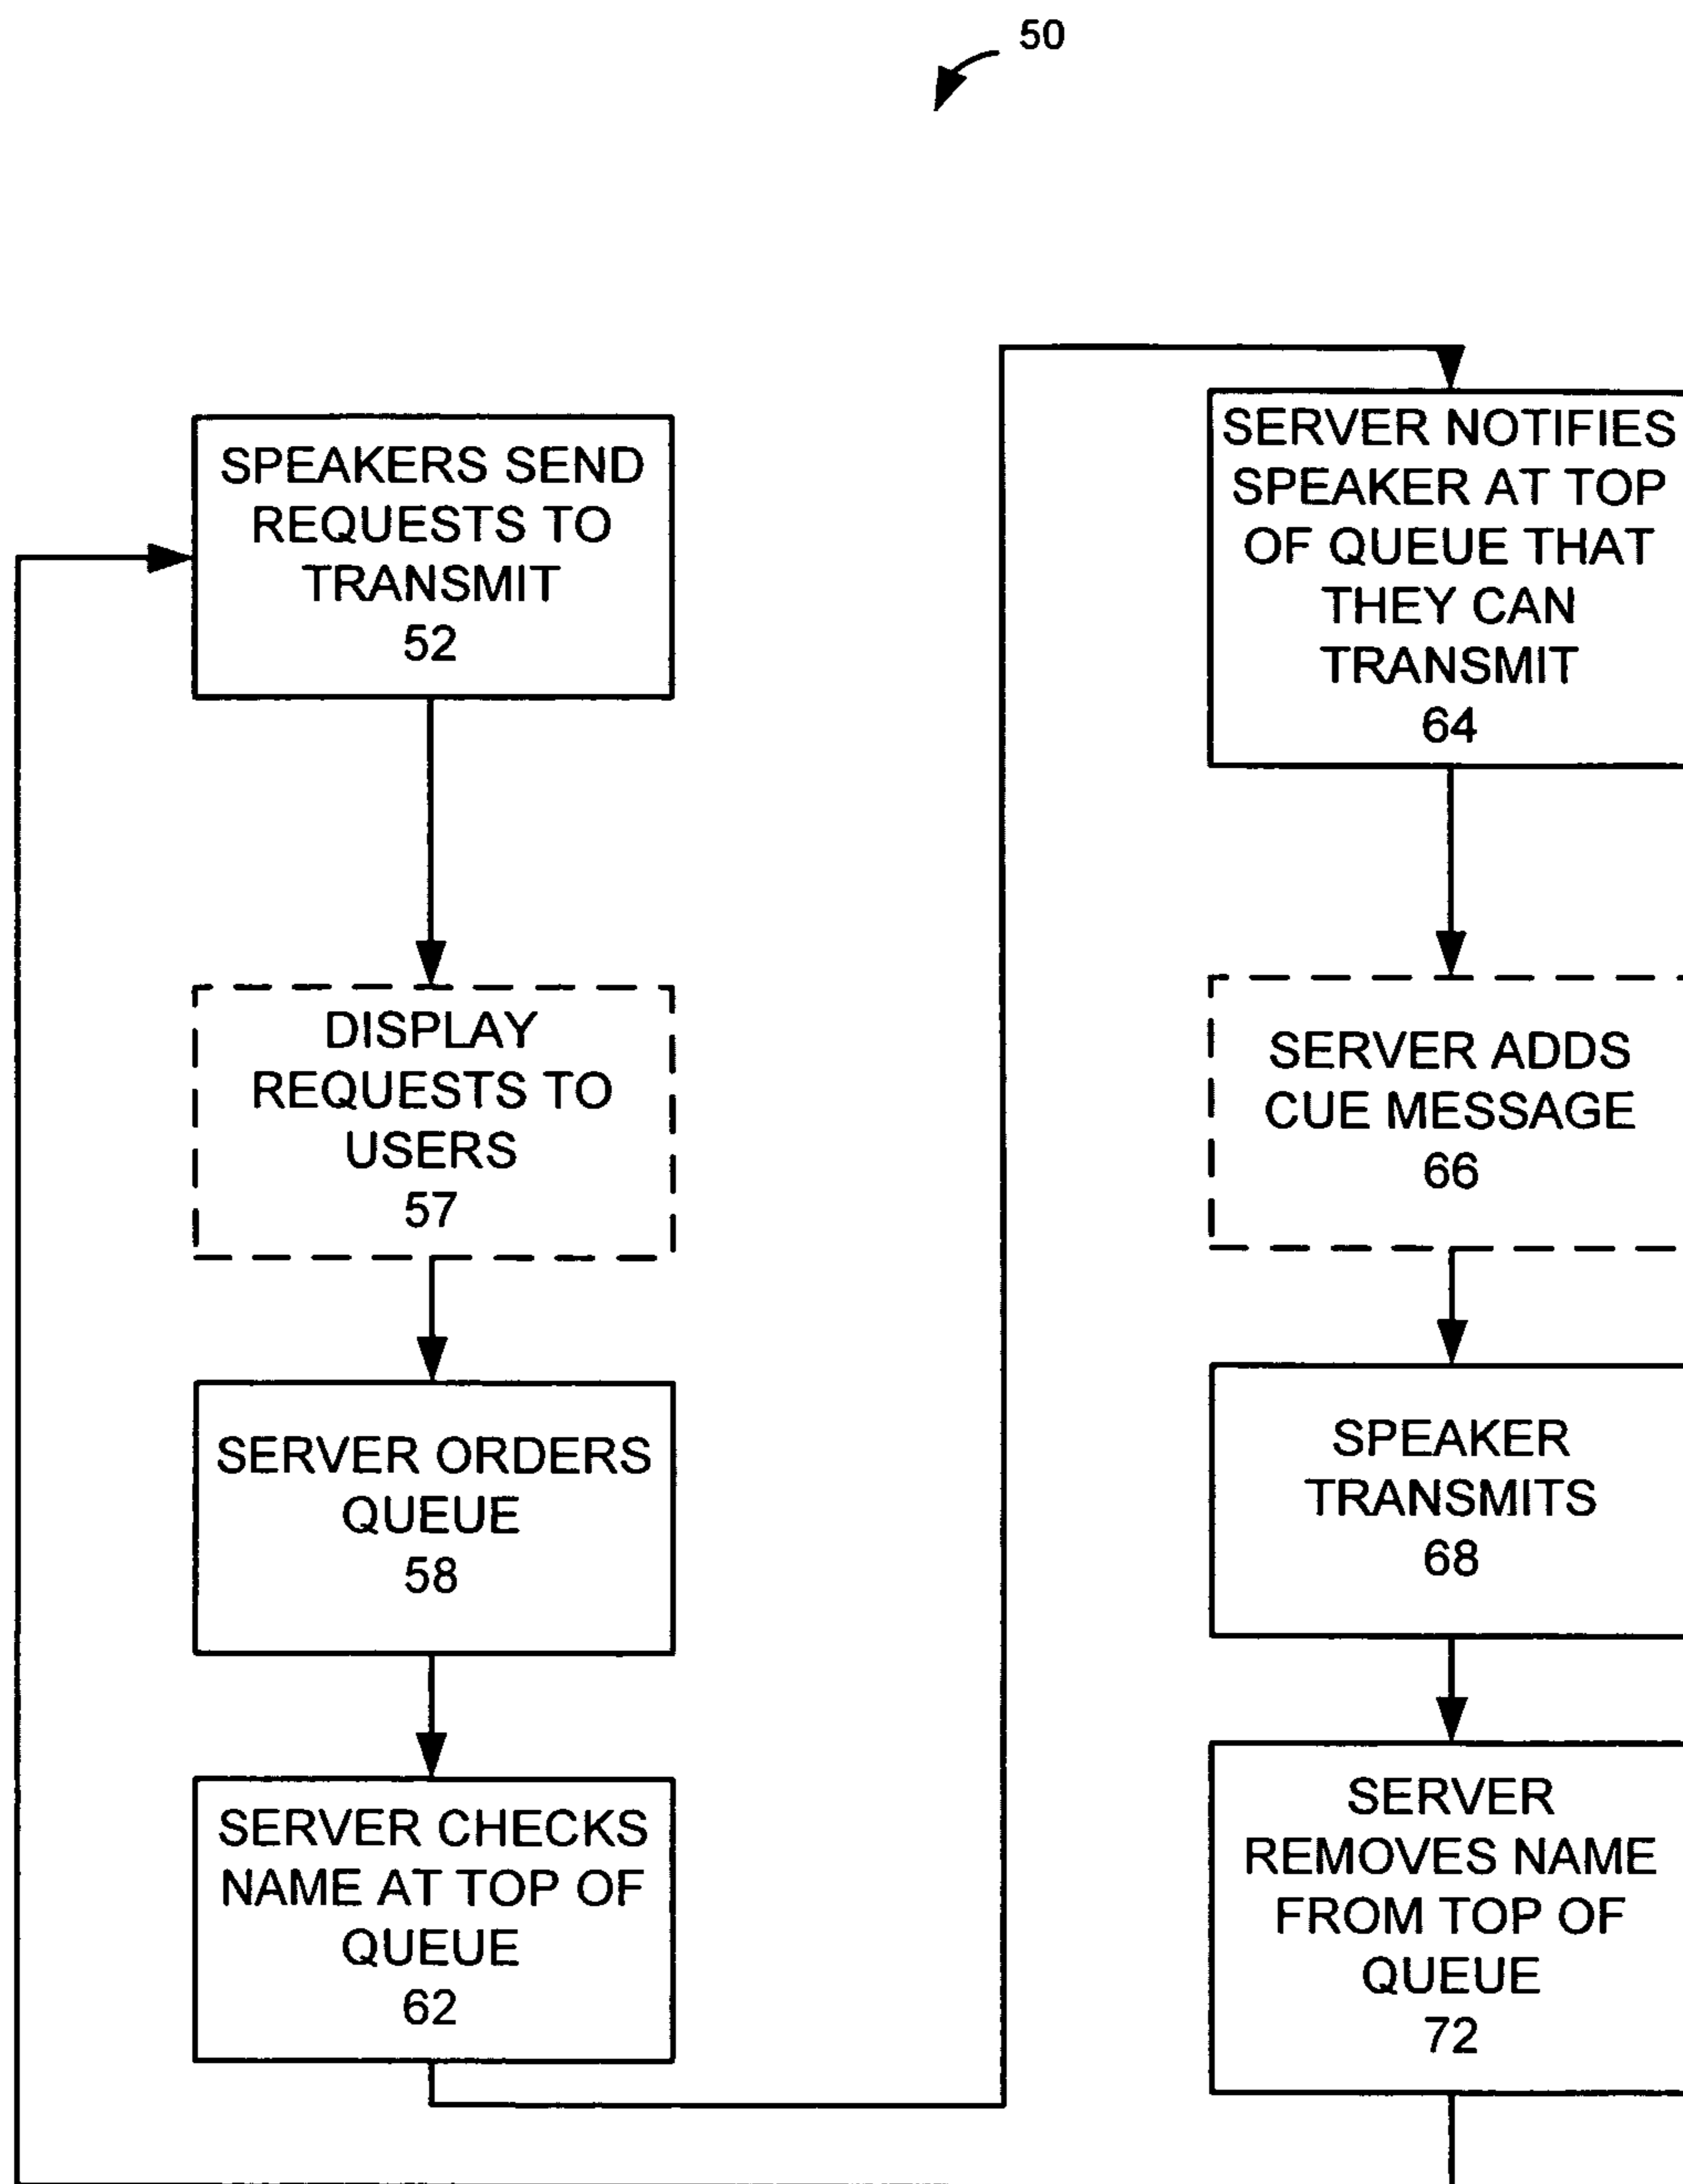 50
SPEAKERS SEND
REQUESTS TO
TRANSMIT
52
DISPLAY
REQUESTS TO
USERS
57
SERVER ORDERS
QUEUE
58
SERVER CHECKS
NAME AT TOP OF
QUEUE
62
SERVER NOTIFIES
SPEAKER AT TOP
OF QUEUE THAT
THEY CAN
TRANSMIT
64
SERVER ADDS
CUE MESSAGE
66
SPEAKER
TRANSMITS
68
SERVER
REMOVES NAME
FROM TOP OF
QUEUE
72